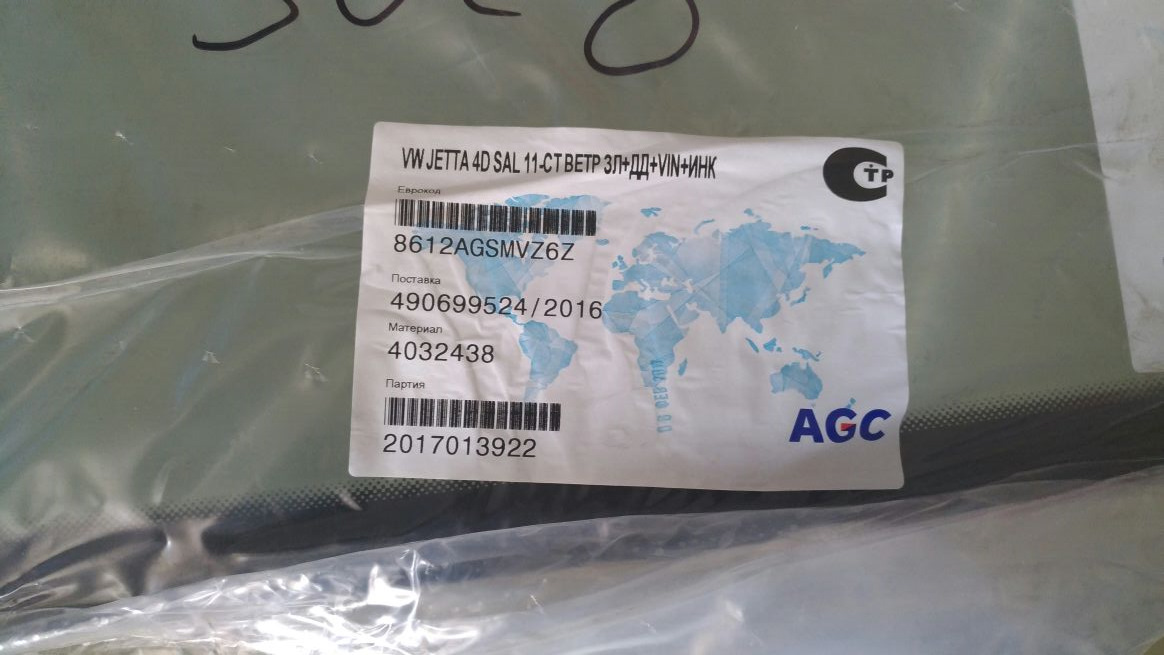 VW JETTA 4D SAL 11-СТ ВЕТР ЗЛ+ДД+VIN+ИНК
СТР
Еврокод
8612AGSMVZ6Z
Поставка
490699524/2016
Материал
4032438
Партия
2017013922
AGC